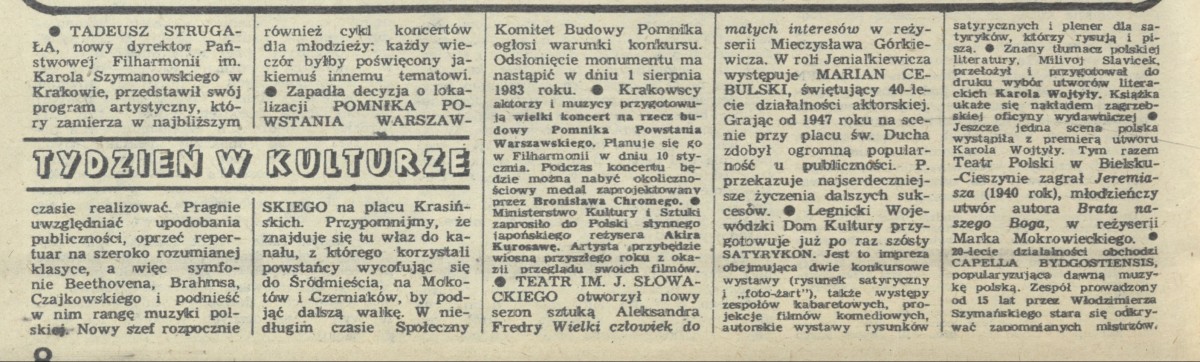 ● TADEUSZ STRUGA-
ŁA, nowy dyrektor Pań-
stwowej Filharmonii im.
Karola Szymanowskiego w
Krakowie, przedstawił swój
program artystyczny, któ-
ry zamierza w najbliższym
TYDZIEŃ W KULTURZE
czasie realizować. Pragnie
uwzględniać upodobania
publiczności, oprzeć reper-
tuar na szeroko rozumianej
klasyce, a więc symfo-
nie Beethovena, Brahmsa,
Czajkowskiego i podnieść
w nim rangę muzyki pol-
skiej. Nowy szef rozpocznie
również cykl koncertów
dla młodzieży: każdy wie-
czór byłby poświęcony ja-
kiemuś innemu tematowi.
● Zapadła decyzja o loka-
lizacji POMNIKA PO-
WSTANIA WARSZAW-
SKIEGO na placu Krasiń-
skich. Przypomnijmy, że
znajduje się tu właz do ka-
nału, z którego korzystali
powstańcy wycofując się
do Śródmieścia, na Moko-
tów i Czerniaków, by pod-
jąć dalszą walkę. W nie-
długim czasie Społeczny
Komitet Budowy Pomnika
ogłosi warunki konkursu.
Odsłonięcie monumentu ma
nastąpić w dniu 1 sierpnia
1983 roku. ● Krakowscy
aktorzy i muzycy przygotowu-
ją wielki koncert na rzecz bu-
dowy Pomnika Powstania
Warszawskiego. Planuje się go
w Filharmonii w dniu 10 sty-
cznia. Podczas koncertu bę-
dzie można nabyć okoliczno-
ściowy medal zaprojektowany
przez Bronisława Chromego. ●
Ministerstwo Kultury i Sztuki
zaprosiło do Polski słynnego
japońskiego reżysera Akira
Kurosawę. Artysta przybędzie
wiosną przyszłego roku z oka-
zji przeglądu swoich filmów.
● TEATR IM. J. SŁOWA-
CKIEGO otworzył nowy
sezon sztuką Aleksandra
Fredry Wielki człowiek do
małych interesów w reży-
serii Mieczysława Górkie-
wicza. W roli Jenialkiewicza
występuje MARIAN CE-
BULSKI, świętujący 40-le-
cie działalności aktorskiej.
Grając od 1947 roku na sce-
nie przy placu św. Ducha
zdobył ogromną popular-
ność u publiczności. P.
przekazuje najserdeczniej-
sze życzenia dalszych suk-
cesów. ● Legnicki Woje-
wódzki Dom Kultury przy-
gotowuje już po raz szósty
SATYRYKON. Jest to impreza
obejmująca dwie konkursowe
wystawy (rysunek satyryczny
i „foto-żart"), także występy
zespołów kabaretowych, pro-
jekcje filmów komediowych,
autorskie wystawy rysunków
satyrycznych i plener dla sa-
tyryków, którzy rysują i pi-
szą. ● Znany tłumacz polskiej
literatury, Milivoj Slavicek,
przełożył i przygotował do
druku wybór utworów litera-
ckich Karola Wojtyły. Książka
ukaże się nakładem zagrzeb-
skiej oficyny wydawniczej ●
Jeszcze jedna scena polska
wystąpiła z premierą utworu
Karola Wojtyły. Tym razem
Teatr Polski w Bielsku-
-Cieszynie zagrał Jeremia-
sza (1940 rok), młodzieńczy
utwór autora Brata na-
szego Boga, w reżyserii
Marka Mokrowieckiego. ●
20-lecie działalności obchodzi
CAPELLA BYDGOSTIENSIS,
popularyzująca dawną muzy-
kę polską. Zespół prowadzony
od 15 lat przez Włodzimierza
Szymańskiego stara się odkry-
wać zapomnianych mistrzów.
8